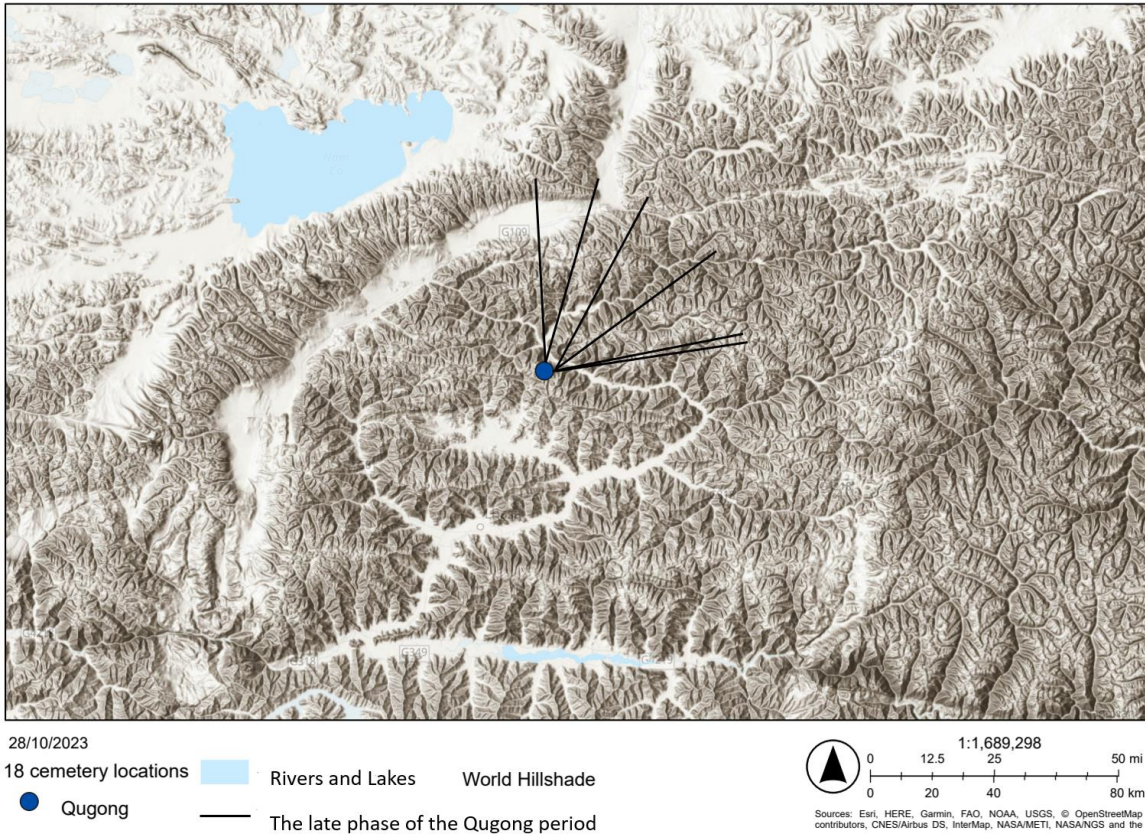 G109
G349
G318
28/10/2023
18 cemetery locations
Qugong
Rivers and Lakes
World Hillshade
The late phase of the Qugong period
1:1,689,298
0 12.5 25 50 mi
0 20 40 80 km
Sources: Esri, HERE, Garmin, FAO, NOAA, USGS, © OpenStreetMap
contributors, CNES/Airbus DS, InterMap, NASA/METI, NASA/NGS and the